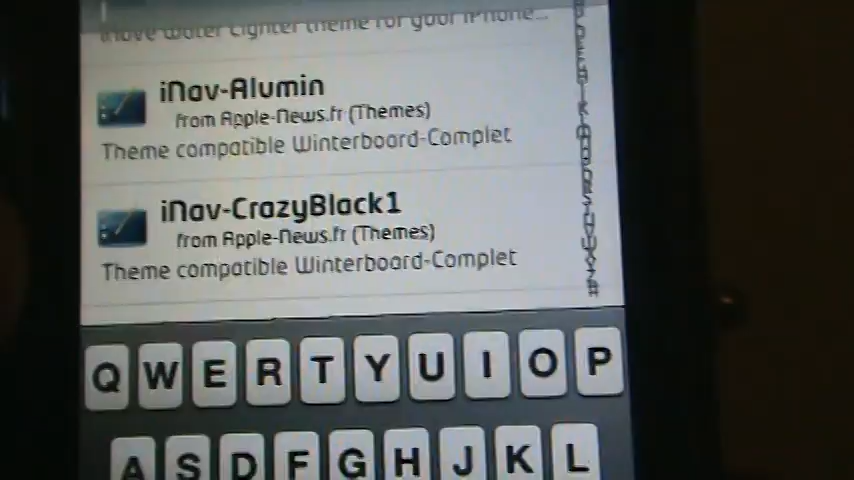 iNav-Alumin
from Apple-News.fr (Themes)
Theme compatible Winterboard-Complet
iNav-CrazyBlack1
from Apple-News.fr (Themes)
Theme compatible Winterboard-Complet
Q W E R T Y U I O P
A S D F G H J K L